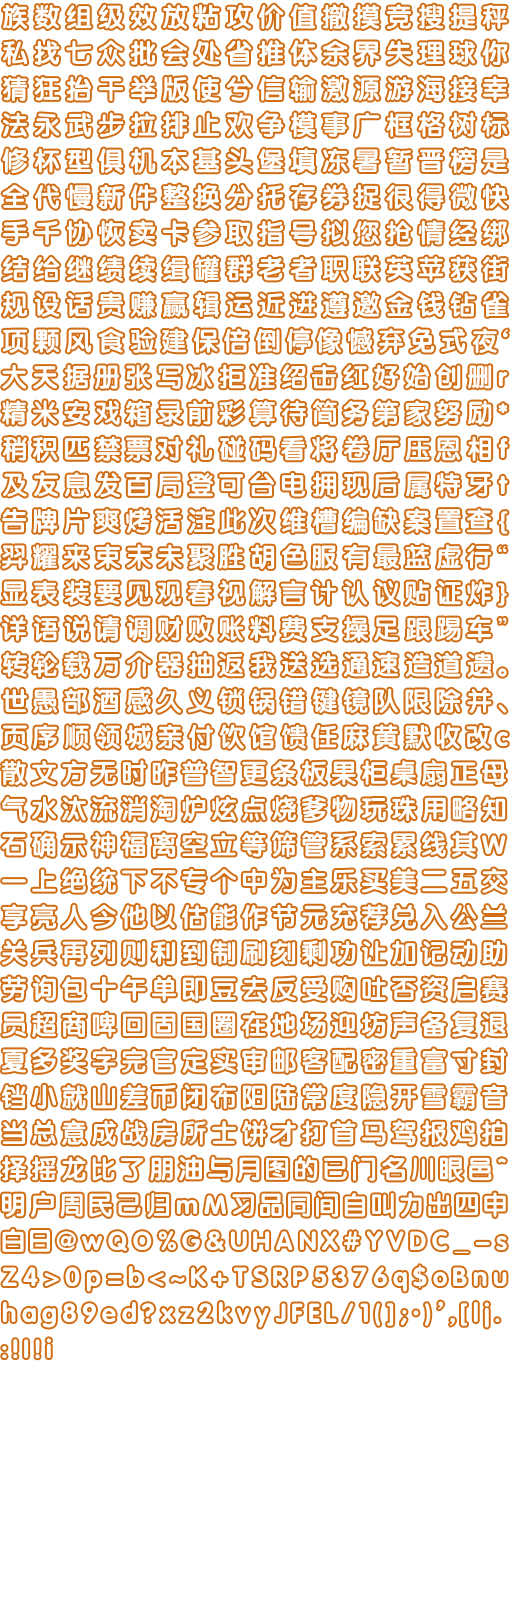 族数组级效放粘攻价值撤摸竞搜提秤
私找七众批会处省推体余界失理球你
猜狂抬干举版使兮信输激源游海接幸
法永武步拉排止欢争模事广框格树标
修杯型俱机本基头堡填冻暑暂晋榜是
全代慢新件整换分托存券捉很得微快
手千协恢卖卡参取指号拟您抢情经绑
结给继绩续缉罐群老者职联英苹获街
规设话贵赚赢辑运近进遵邀金钱钻雀
项颗风食验建保倍倒停像憾弃免式夜‘
大天据册张写冰拒准绍击红好始创删r
精米安戏箱录前彩算待简务第家努励*
稍积匹禁票对礼碰码看将卷厅压恩相f
及友息发百局登可台电拥现后属特牙t
告牌片爽烤活注此次维槽编缺案置查{
羿耀来束末未聚胜胡色服有最蓝虚行“
显表装要见观春视解言计认议贴证炸}
详语说请调财败账料费支操足跟踢车”
转轮载万介器抽返我送选通速造道遗。
世愚部酒感久义锁锅错键镜队限除并、
页序顺领城亲付饮馆馈任麻黄默收改c
散文方无时昨普智更条板果柜桌扇正母
气水汰流消淘炉炫点烧爹物玩珠用略知
石确示神福离空立等筛管系索累线其W
一上绝统下不专个中为主乐买美二五交
享亮人今他以估能作节元充荐兑入公兰
关兵再列则利到制刷刻剩功让加记动助
劳询包十午单即豆去反受购吐否资启赛
员超商啤回固国圈在地场迎坊声备复退
夏多奖字完官定实审邮客配密重富寸封
铛小就山差币闭布阳陆常度隐开雪霸音
当总意成战房所士饼才打首马驾报鸡拍
择摇龙比了朋油与月图的已门名川眼邑^
明户周民己归mM习品同间自叫力出四申
白日@wQO%G&UHANX#YVDC_-s
Z4>0p=b<~K+TSRP5376q$oBnu
hag89ed?xz2kvyJFEL/1(];·)’,[lj.
:!I|!i